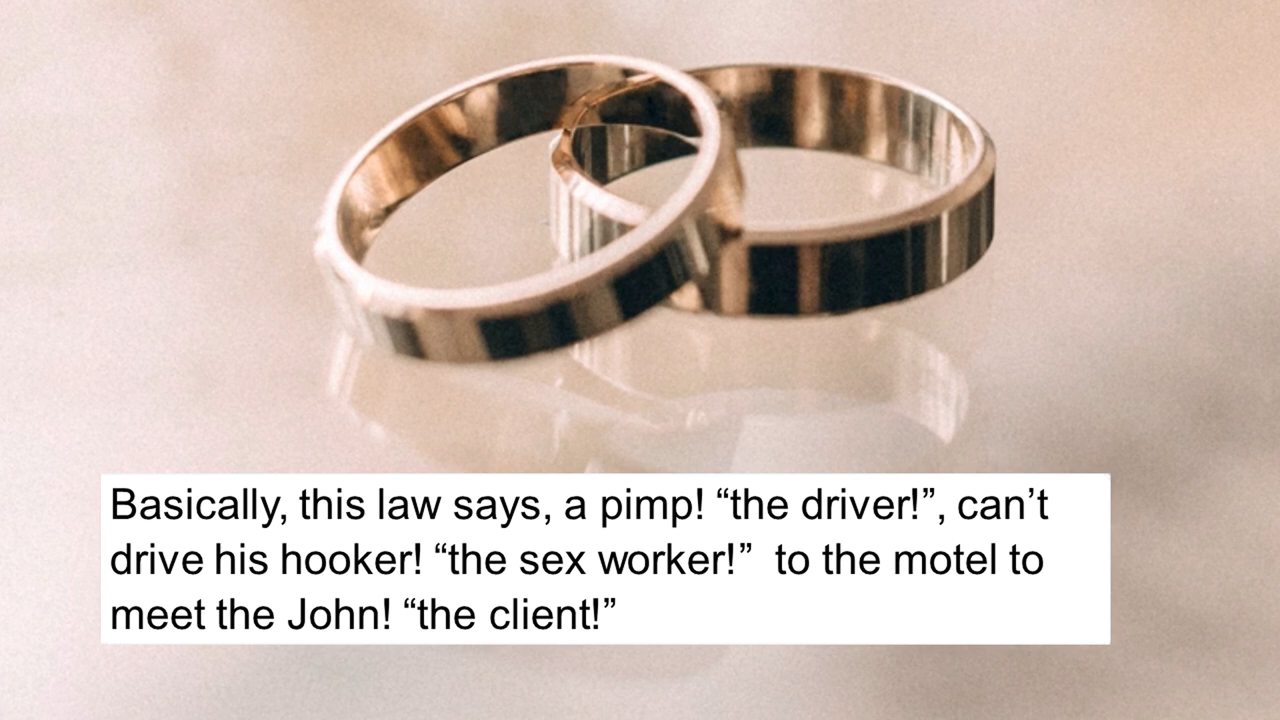 Basically, this law says, a pimp! “the driver!”, can’t
drive his hooker! “the sex worker!”  to the motel to
meet the John! “the client!”